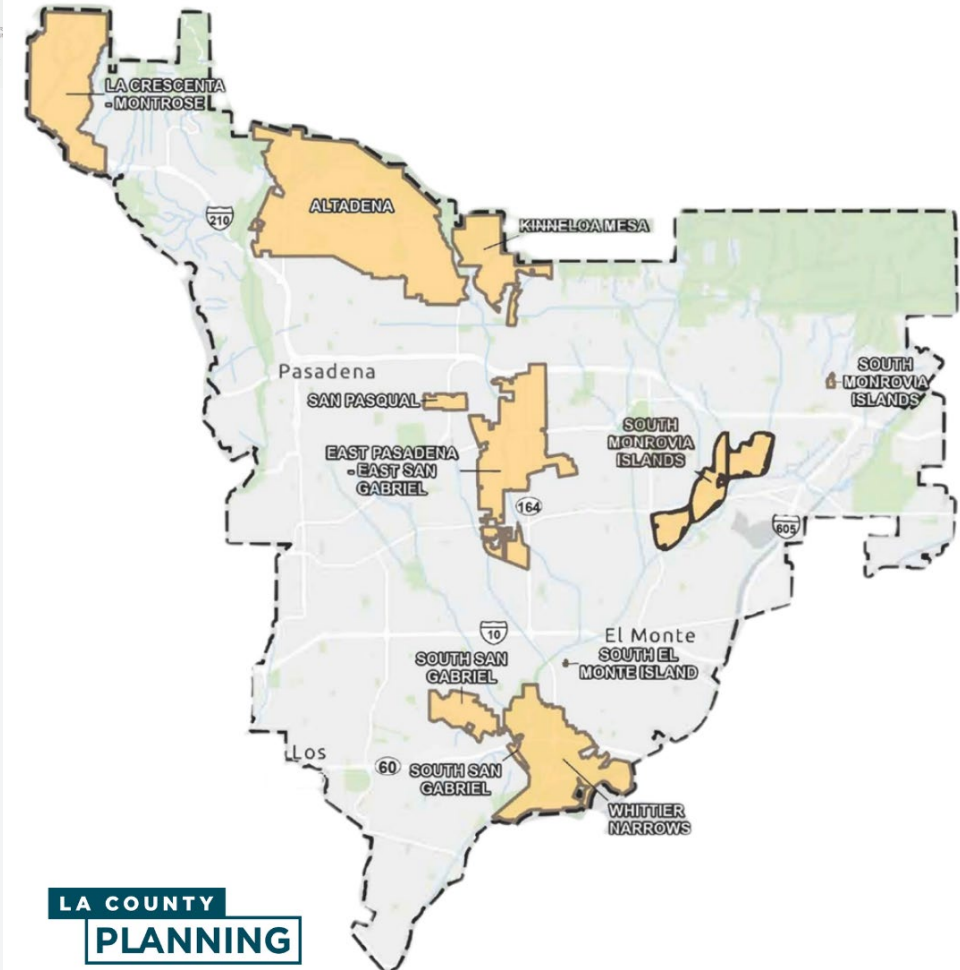 LA CRESCENTA
- MONTROSE
ALTADENA
210
KINNELOA MESA
Pasadena
SAN PASQUAL
SOUTH
MONROVIA
ISLANDS
SOUTH
MONROVIA
ISLANDS
EAST PASADENA
- EAST SAN
GABRIEL
164
605
10
El Monte
SOUTH EL
MONTE ISLAND
SOUTH SAN
GABRIEL
Los
60
SOUTH SAN
GABRIEL
WHITTIER
NARROWS
LA COUNTY
PLANNING